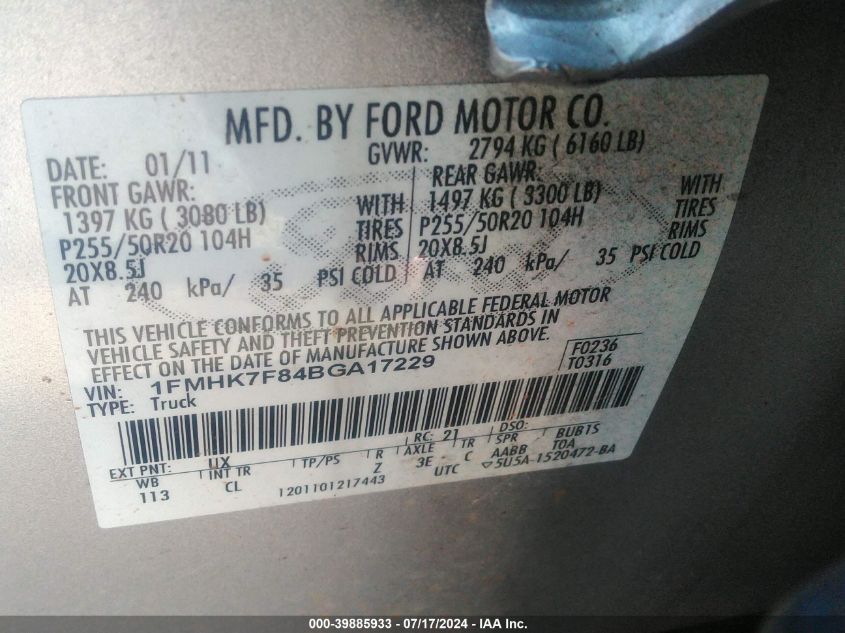 MFD. BY FORD MOTOR CO.
DATE: 01/11 GVWR: 2794 KG ( 6160 LB)
FRONT GAWR: REAR GAWR:
1397 KG ( 3080 LB) WITH 1497 KG ( 3300 LB) WITH
P255/50R20 104H TIRES P255/50R20 104H TIRES
20X8.5J RIMS 20X8.5J RIMS
AT 240 kPa/ 35 PSI COLD AT 240 kPa/ 35 PSI COLD
THIS VEHICLE CONFORMS TO ALL APPLICABLE FEDERAL MOTOR
VEHICLE SAFETY AND THEFT PREVENTION STANDARDS IN
EFFECT ON THE DATE OF MANUFACTURE SHOWN ABOVE.
VIN: 1FMHK7F84BGA17229 F0236
TYPE: Truck T0316
EXT PNT: UX RC: 21 DSO:
WB INT TR TP/PS R AXLE TR SPR BUB1S
113 CL Z 3E C AABB T0A
1201101217443 UTC ▽5U5A-1520472-BA
000-39885933 - 07/17/2024 - IAA Inc.